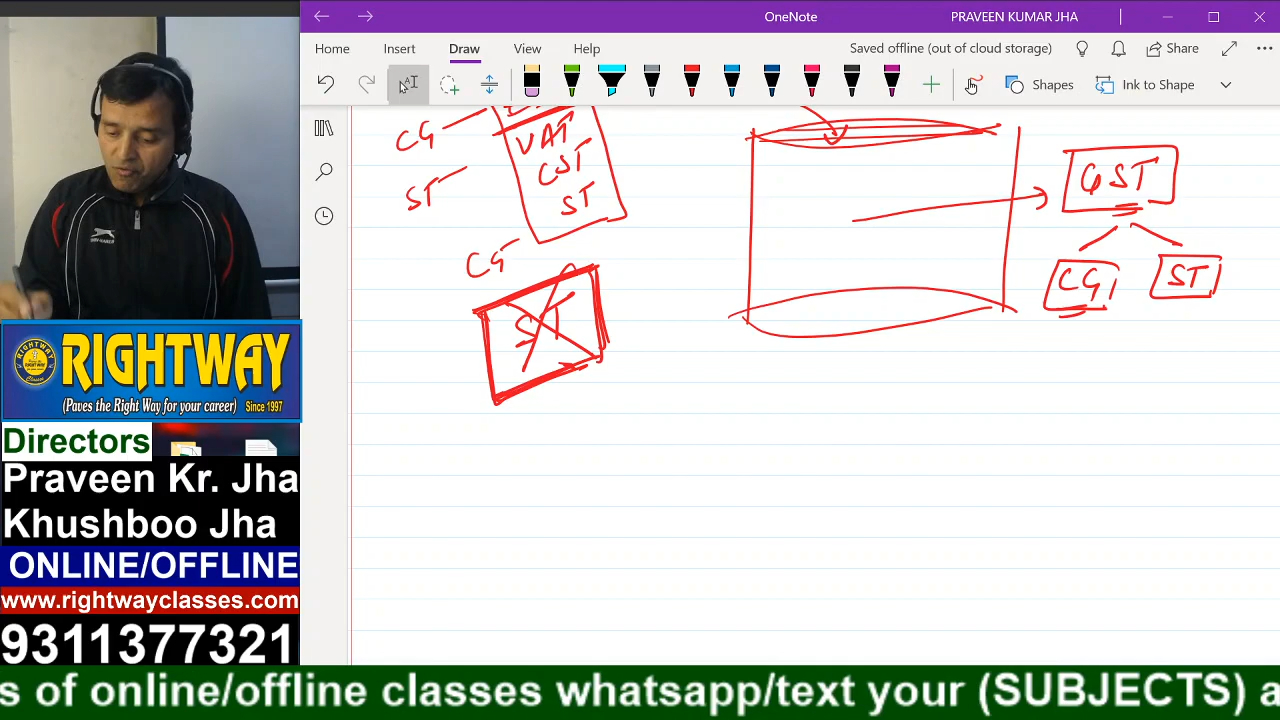 OneNote
PRAVEEN KUMAR JHA
Home Insert Draw View Help
Saved offline (out of cloud storage)
Share
Shapes
Ink to Shape
CG
ST
VAT
CST
ST
CG
ST
GST
CG
ST
RIGHTWAY
(Paves the Right Way for your career) Since 1997
Directors
Praveen Kr. Jha
Khushboo Jha
ONLINE/OFFLINE
www.rightwayclasses.com
9311377321
s of online/offline classes whatsapp/text your (SUBJECTS) a